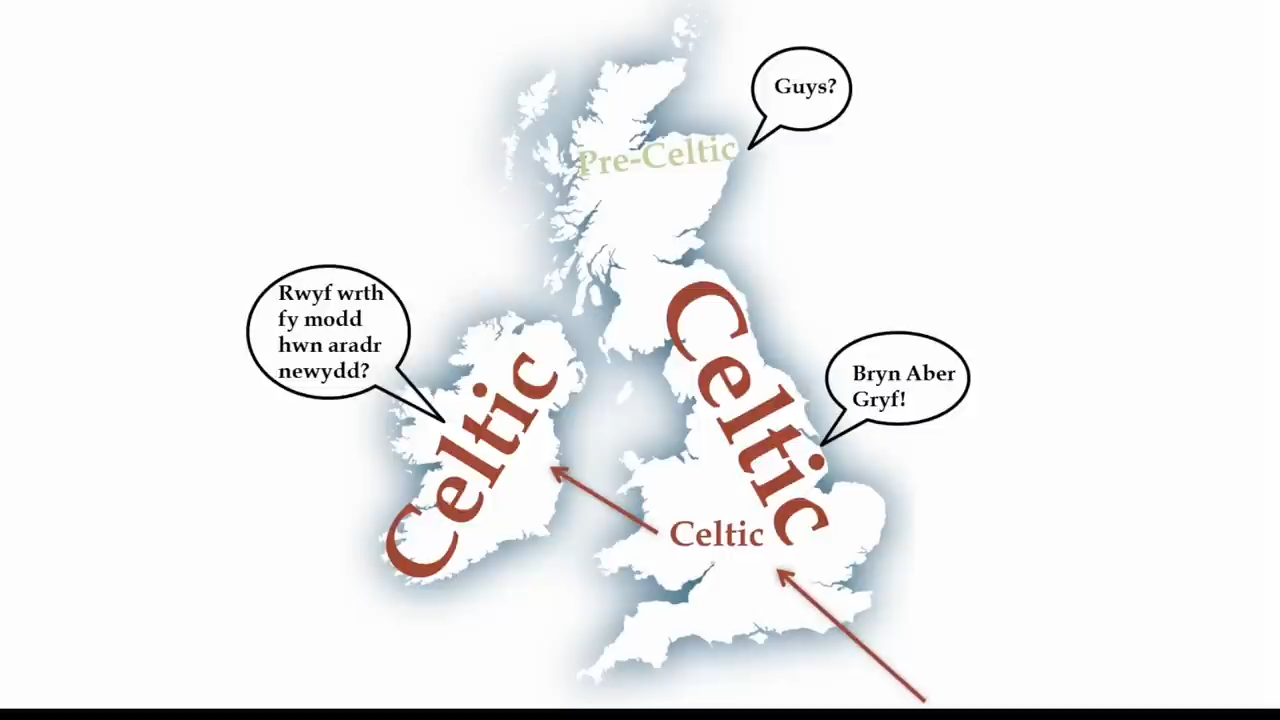 Guys?
Pre-Celtic
Rwyf wrth
fy modd
hwn aradr
newydd?
Celtic
Celtic
Bryn Aber
Gryf!
Celtic